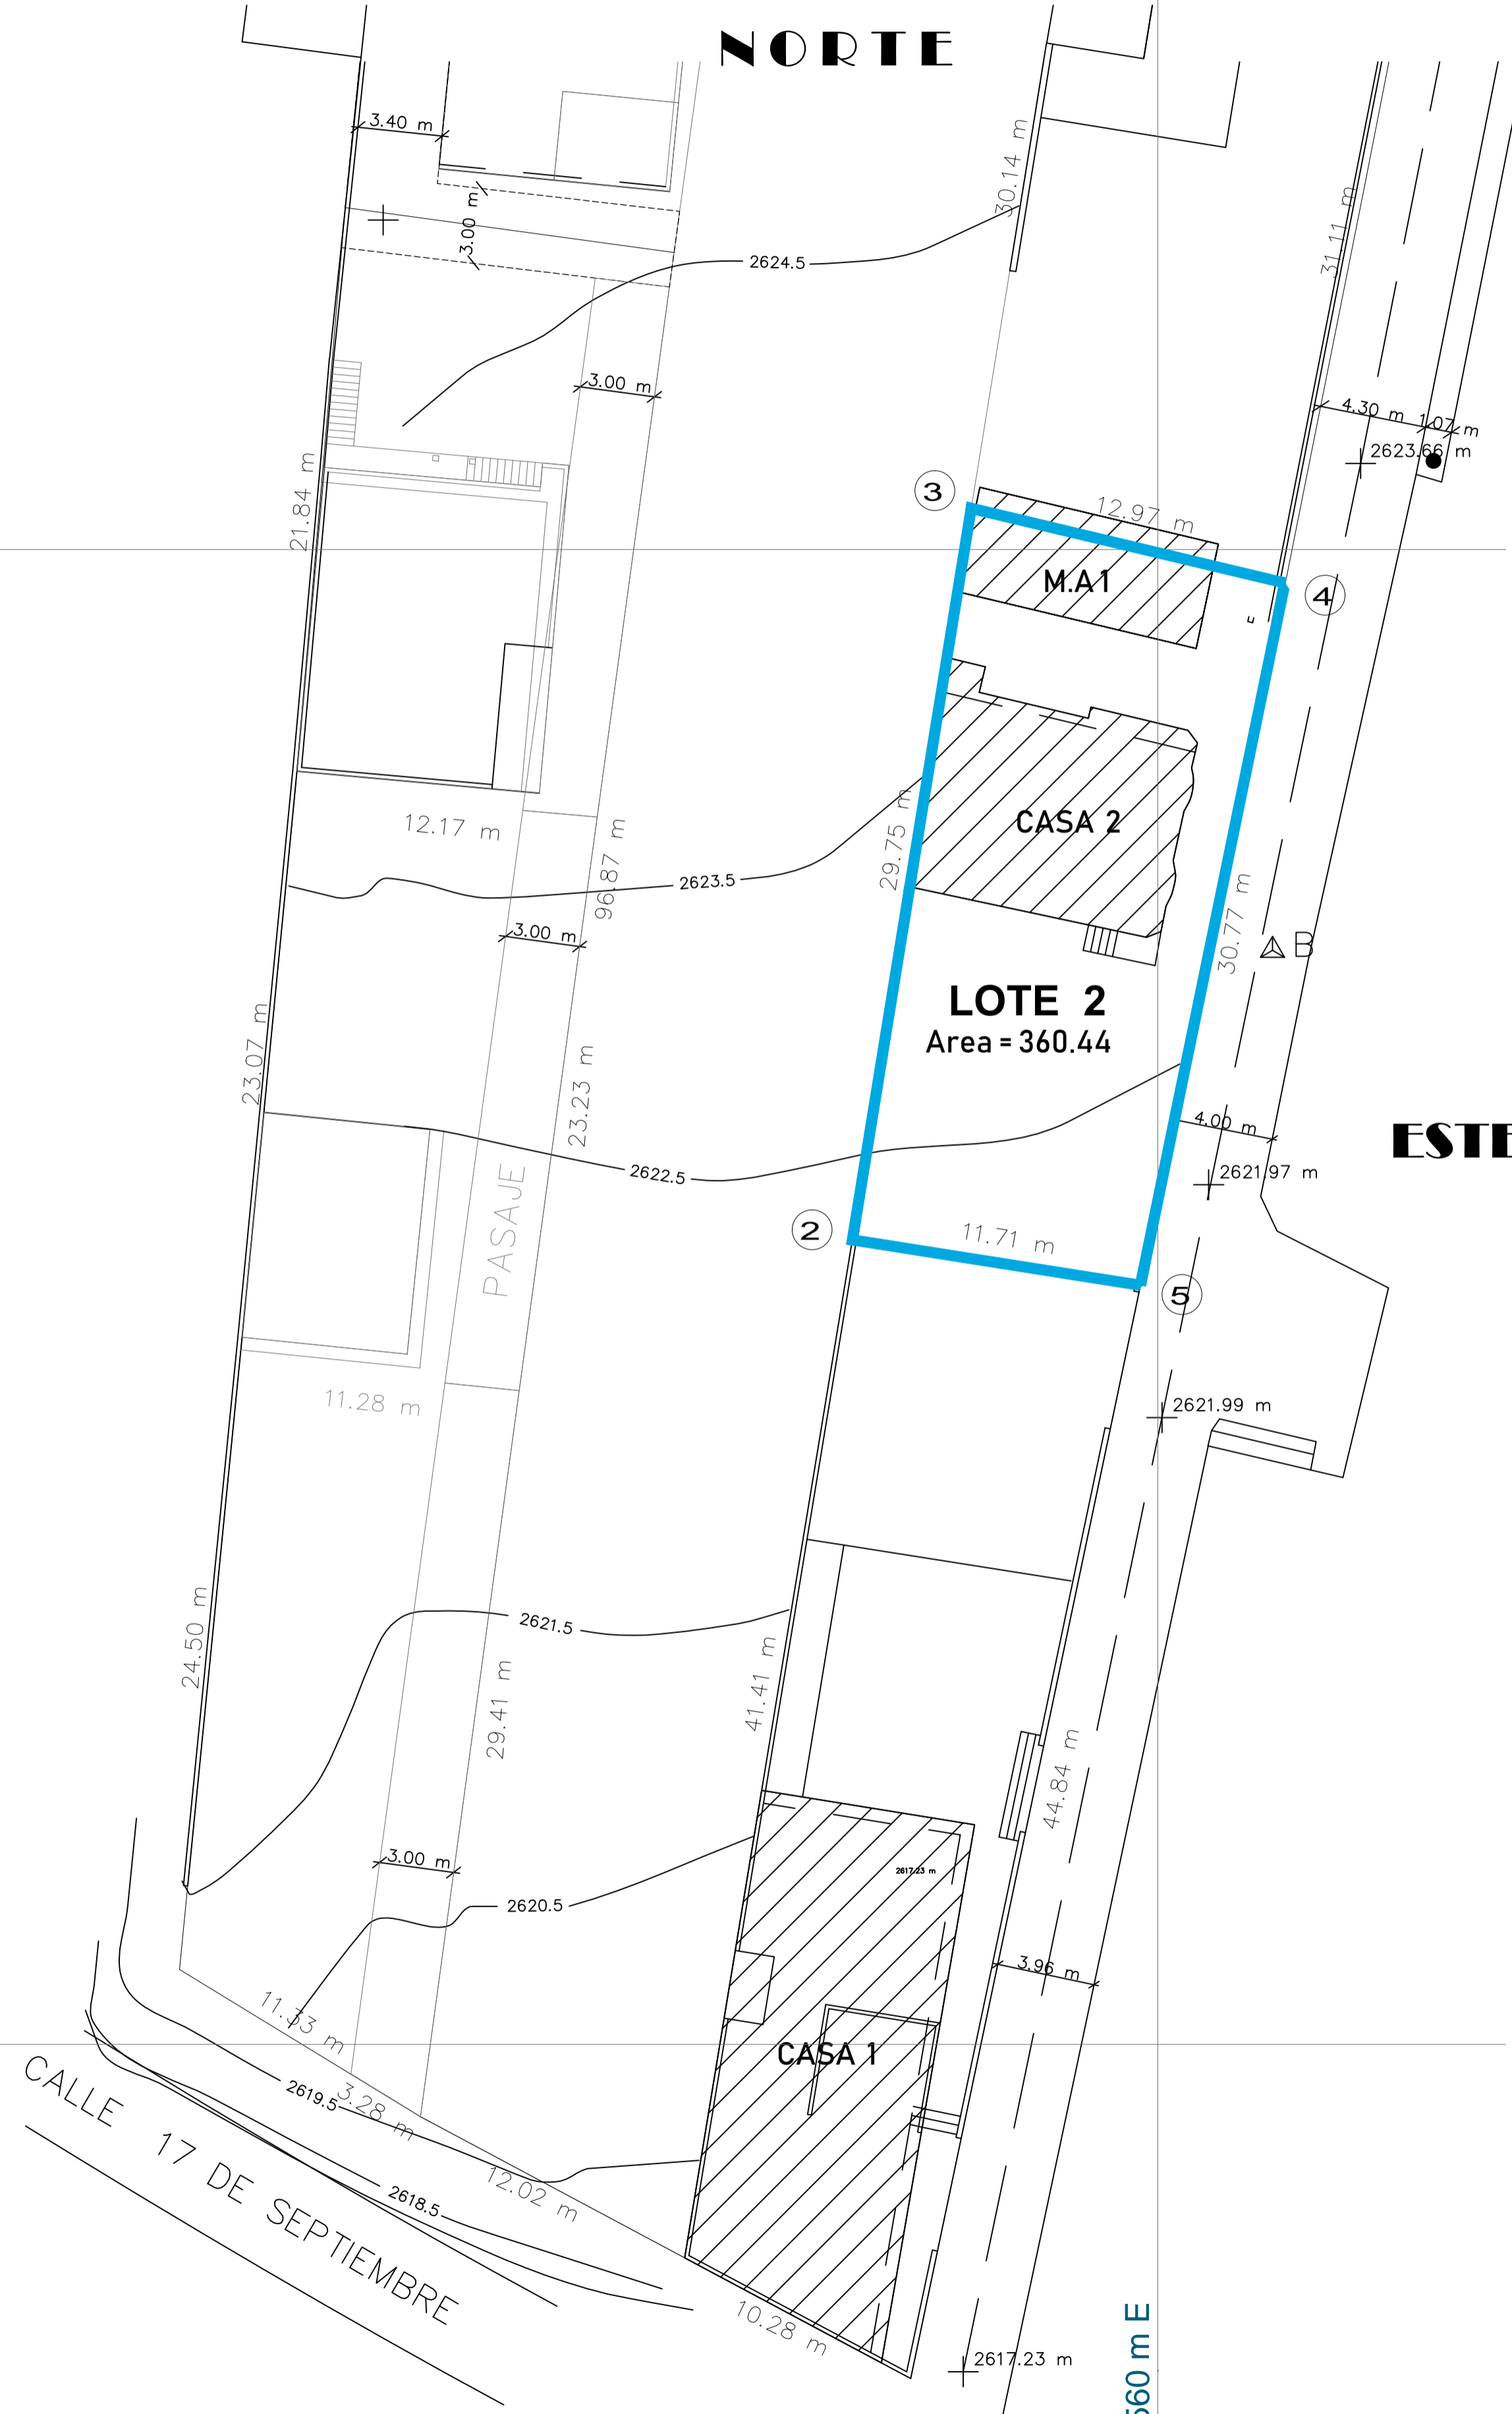 NORTE
3.40 m
3.00 m
30.14 m
31.11 m
2624.5
3.00 m
4.30 m
1.07 m
2623.66 m
21.84 m
3
12.97 m
M.A1
4
12.17 m
96.87 m
2623.5
29.75 m
CASA 2
30.77 m
B
3.00 m
LOTE 2
Area = 360.44
23.07 m
23.23 m
4.00 m
ESTE
2621.97 m
2622.5
PASAJE
2
11.71 m
5
11.28 m
2621.99 m
24.50 m
2621.5
29.41 m
41.41 m
44.84 m
3.00 m
2617.23 m
2620.5
3.96 m
11.33 m
CASA 1
2619.5
3.28 m
CALLE 17 DE SEPTIEMBRE
12.02 m
2618.5
10.28 m
2617.23 m
560 m E